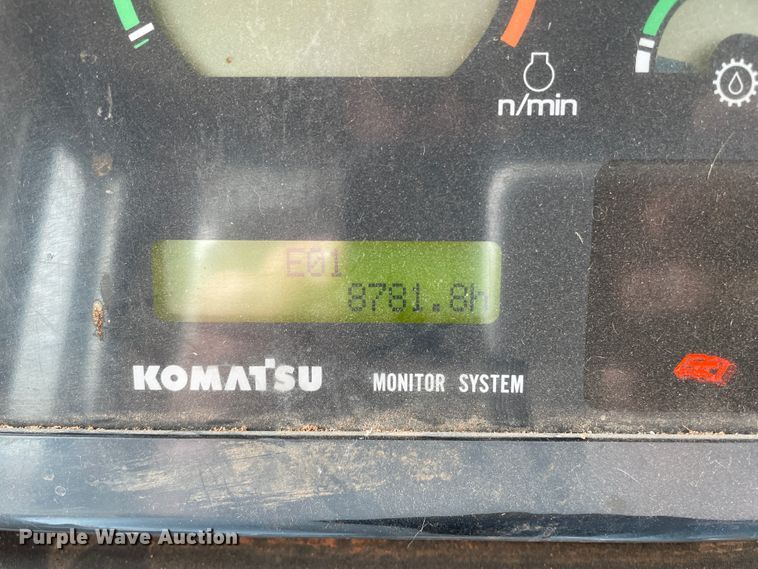 n/min
E01
8781.8h
KOMATSU MONITOR SYSTEM
Purple Wave Auction